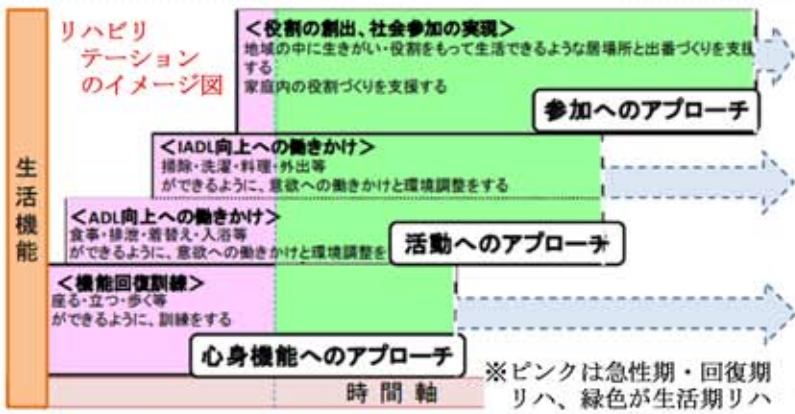 リハビリ
テーション
のイメージ図
＜役割の創出、社会参加の実現＞
地域の中に生きがい・役割をもって生活できるような居場所と出番づくりを支援
する
家庭内の役割づくりを支援する
参加へのアプローチ
＜IADL向上への働きかけ＞
掃除・洗濯・料理・外出等
ができるように、意欲への働きかけと環境調整をする
＜ADL向上への働きかけ＞
食事・排泄・着替え・入浴等
ができるように、意欲への働きかけと環境調整を
活動へのアプローチ
＜機能回復訓練＞
座る・立つ・歩く等
ができるように、訓練をする
心身機能へのアプローチ
生活機能
時間軸
※ピンクは急性期・回復期
リハ、緑色が生活期リハ